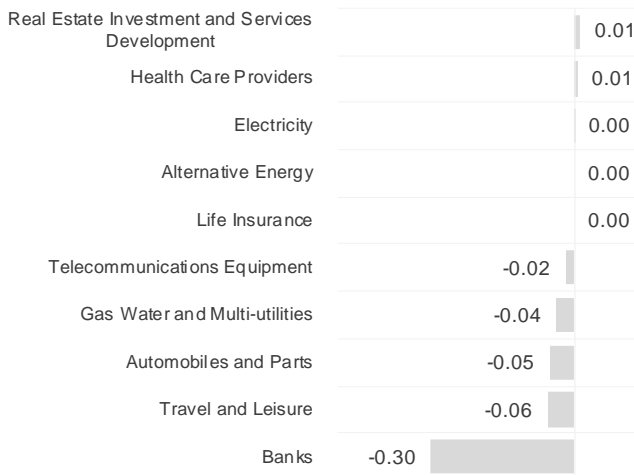 Real Estate Investment and Services
Development
0.01
Health Care Providers
0.01
Electricity
0.00
Alternative Energy
0.00
Life Insurance
0.00
Telecommunications Equipment
-0.02
Gas Water and Multi-utilities
-0.04
Automobiles and Parts
-0.05
Travel and Leisure
-0.06
Banks
-0.30